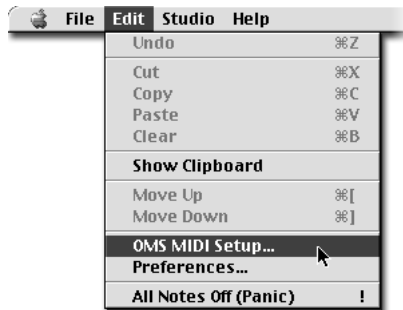 File Edit Studio Help
Undo ⌘Z
Cut ⌘X
Copy ⌘C
Paste ⌘V
Clear ⌘B
Show Clipboard
Move Up ⌘[
Move Down ⌘]
OMS MIDI Setup...
Preferences...
All Notes Off (Panic) !